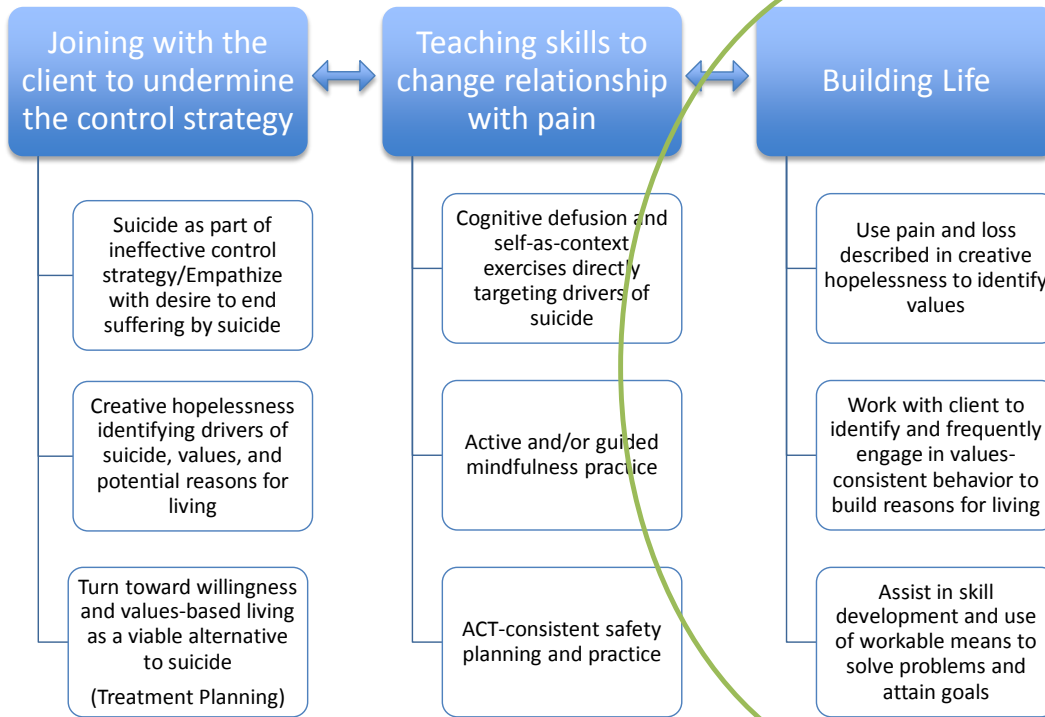 Joining with the
client to undermine
the control strategy
Suicide as part of
ineffective control
strategy/Empathize
with desire to end
suffering by suicide
Creative hopelessness
identifying drivers of
suicide, values, and
potential reasons for
living
Turn toward willingness
and values-based living
as a viable alternative
to suicide
(Treatment Planning)
Teaching skills to
change relationship
with pain
Cognitive defusion and
self-as-context
exercises directly
targeting drivers of
suicide
Active and/or guided
mindfulness practice
ACT-consistent safety
planning and practice
Building Life
Use pain and loss
described in creative
hopelessness to identify
values
Work with client to
identify and frequently
engage in values-
consistent behavior to
build reasons for living
Assist in skill
development and use
of workable means to
solve problems and
attain goals